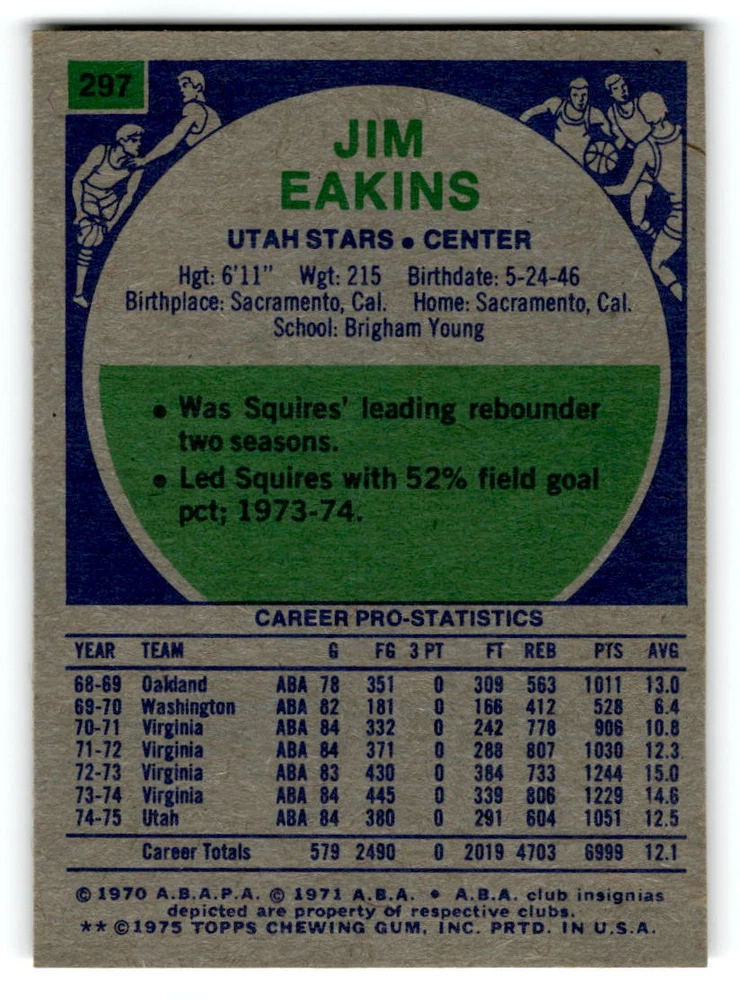 297
JIM
EAKINS
UTAH STARS • CENTER
Hgt: 6'11" Wgt: 215 Birthdate: 5-24-46
Birthplace: Sacramento, Cal. Home: Sacramento, Cal.
School: Brigham Young
• Was Squires' leading rebounder
two seasons.
• Led Squires with 52% field goal
pct; 1973-74.
CAREER PRO-STATISTICS
YEAR TEAM G FG 3 PT FT REB PTS AVG
68-69 Oakland ABA 78 351 0 309 563 1011 13.0
69-70 Washington ABA 82 181 0 166 412 528 6.4
70-71 Virginia ABA 84 332 0 242 778 906 10.8
71-72 Virginia ABA 84 371 0 288 807 1030 12.3
72-73 Virginia ABA 83 430 0 384 733 1244 15.0
73-74 Virginia ABA 84 445 0 339 806 1229 14.6
74-75 Utah ABA 84 380 0 291 604 1051 12.5
Career Totals 579 2490 0 2019 4703 6999 12.1
© 1970 A.B.A.P.A. © 1971 A.B.A. • A.B.A. club insignias
depicted are property of respective clubs.
** ©1975 TOPPS CHEWING GUM, INC. PRTD. IN U.S.A.